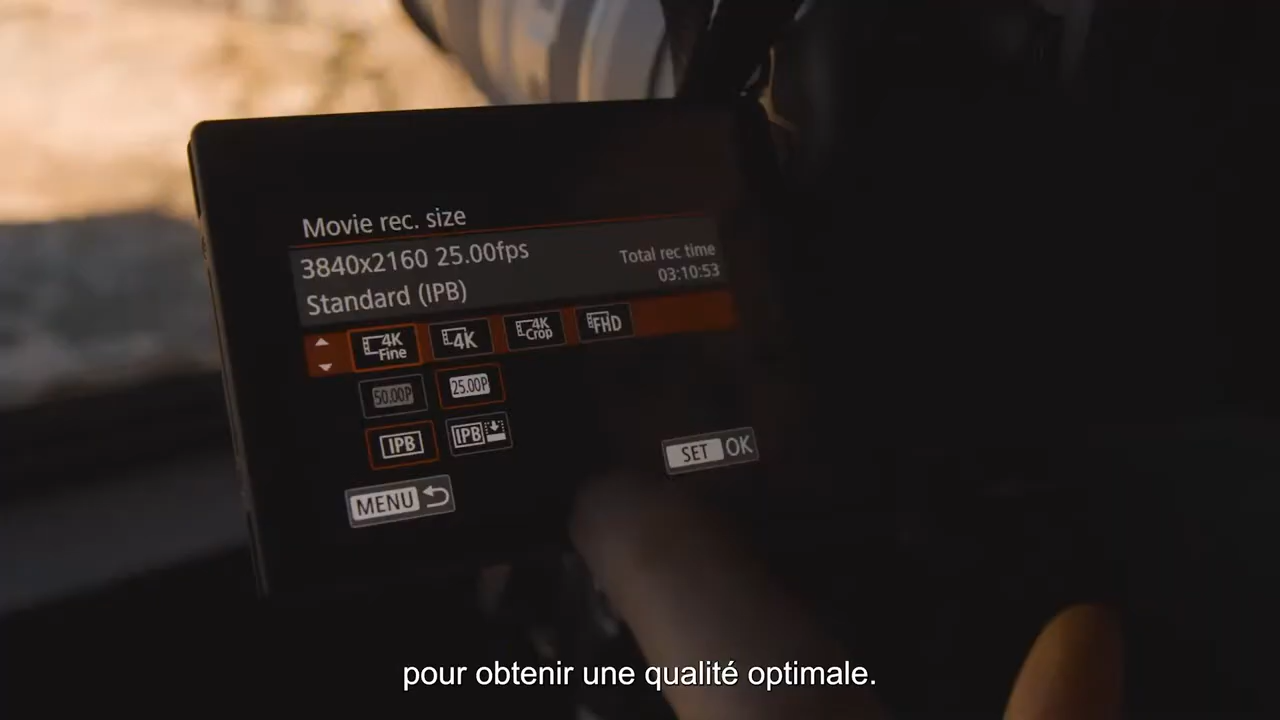 Movie rec. size
3840x2160 25.00fps
Total rec time
03:10:53
Standard (IPB)
4K Fine
4K
4K Crop
FHD
50.00P
25.00P
IPB
IPB
SET OK
MENU
pour obtenir une qualité optimale.